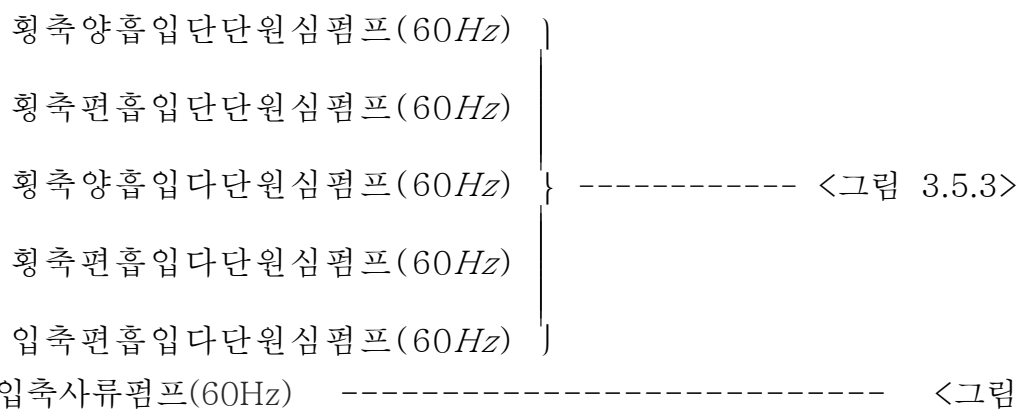 횡축양흡입단단원심펌프(60Hz)
횡축편흡입단단원심펌프(60Hz)
횡축양흡입다단원심펌프(60Hz) } ------------ <그림 3.5.3>
횡축편흡입다단원심펌프(60Hz)
입축편흡입다단원심펌프(60Hz)
입축사류펌프(60Hz) --------------------------- <그림